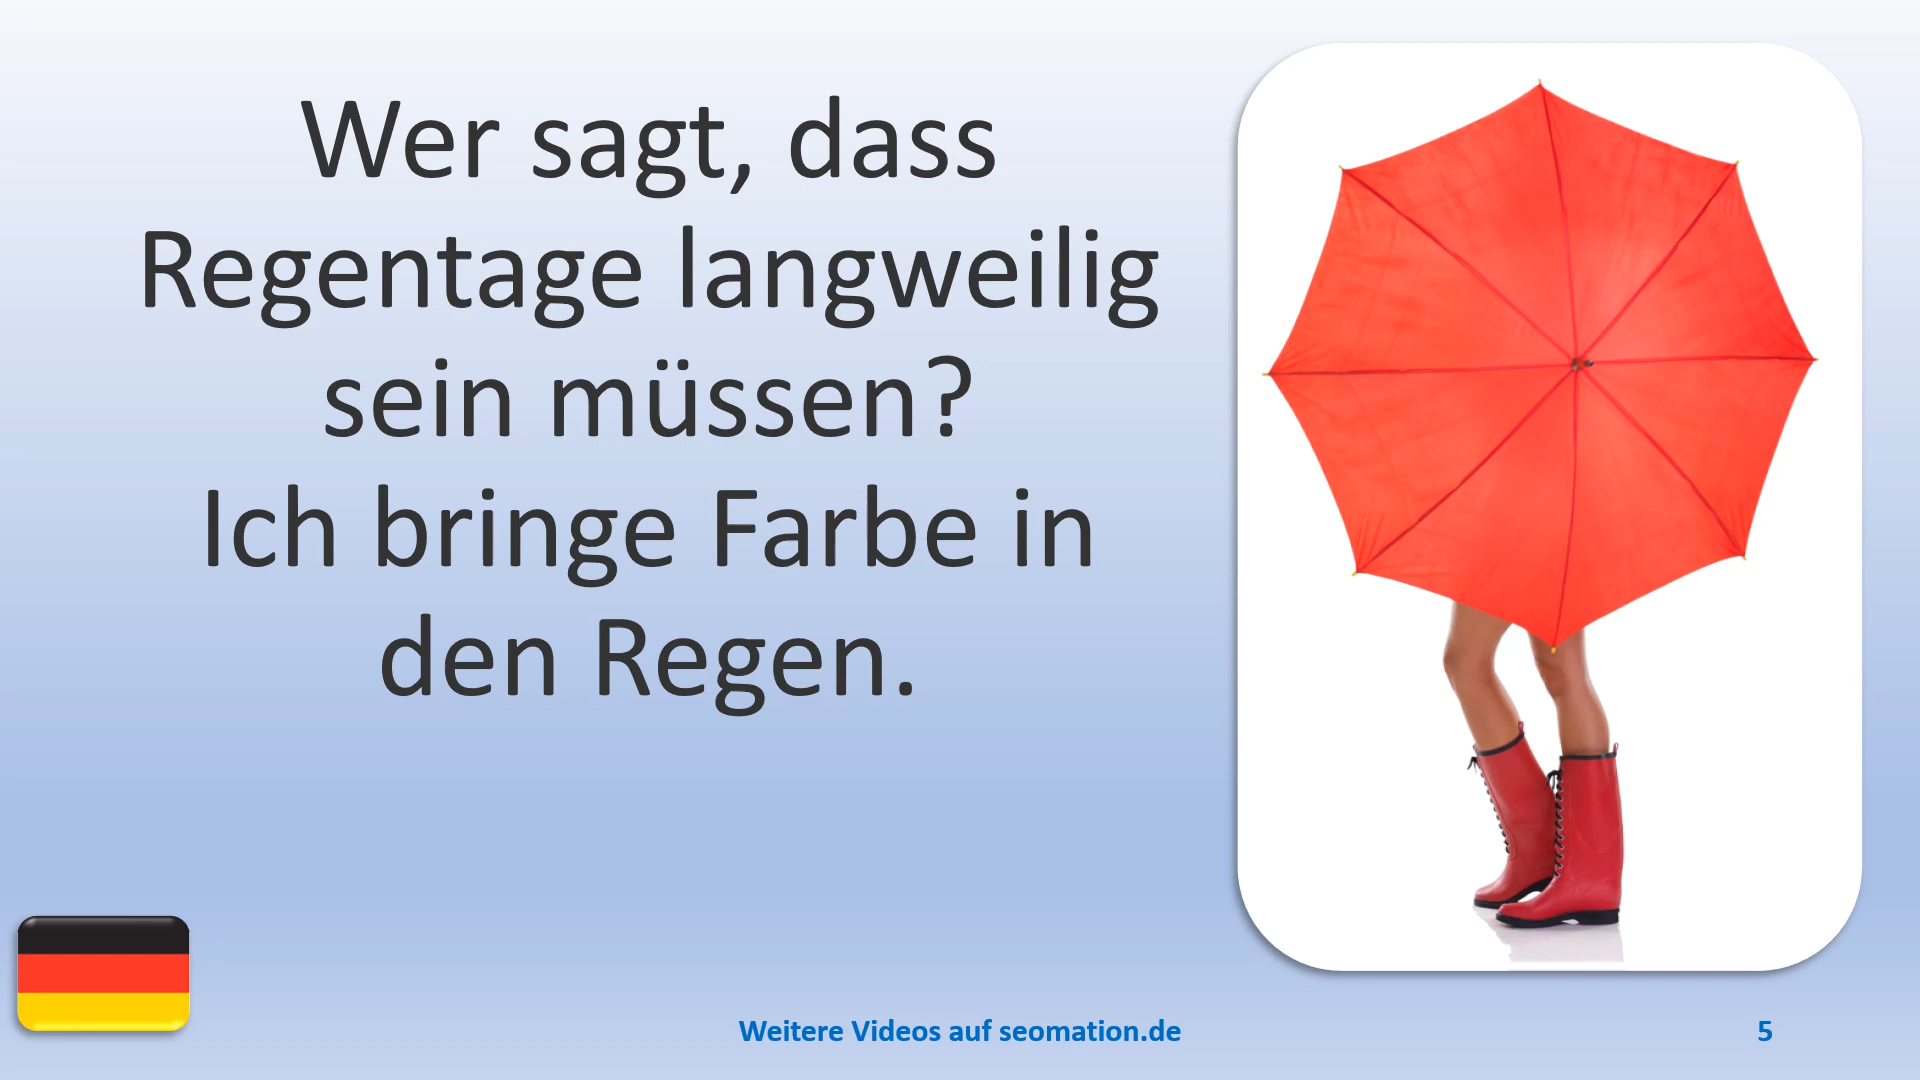 Wer sagt, dass
Regentage langweilig
sein müssen?
Ich bringe Farbe in
den Regen.
Weitere Videos auf seomation.de
5